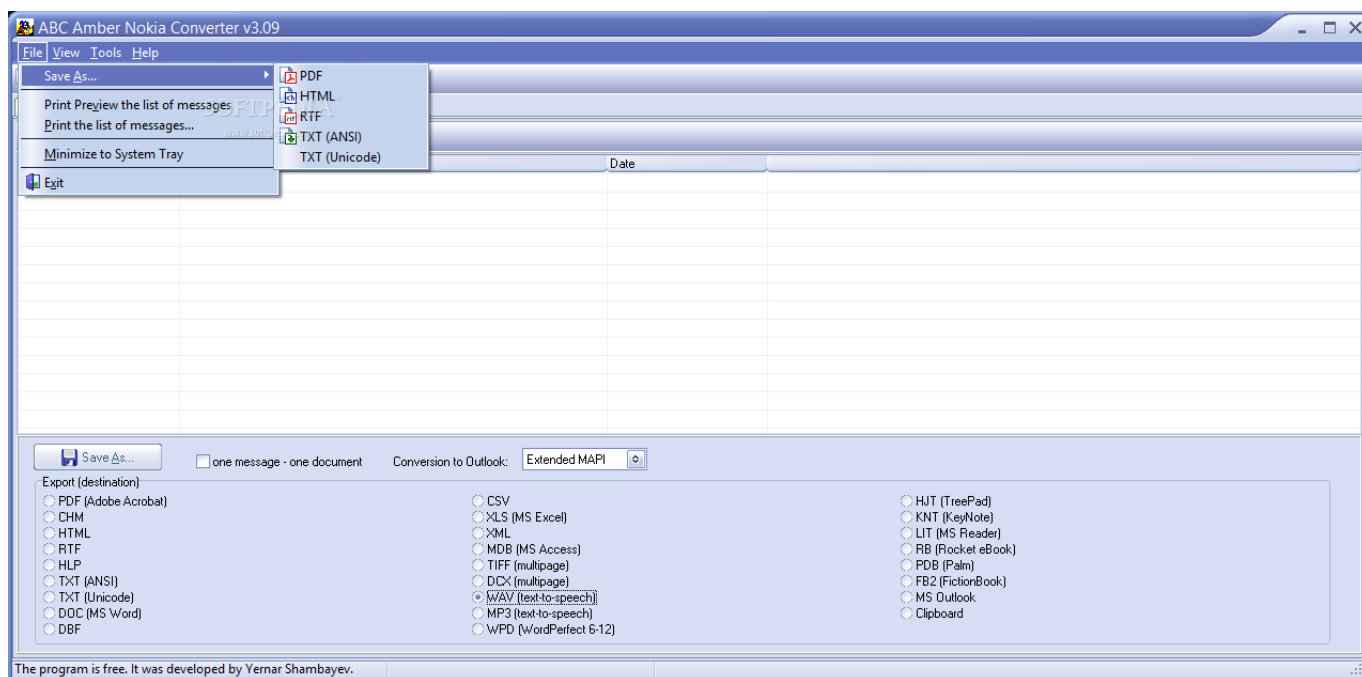 ABC Amber Nokia Converter v3.09
File View Tools Help
Save As...
Print Preview the list of messages
Print the list of messages...
Minimize to System Tray
Exit
PDF
HTML
RTF
TXT (ANSI)
TXT (Unicode)
SOFTPEDIA
Date
Save As...
one message - one document
Conversion to Outlook:
Extended MAPI
Export (destination)
PDF (Adobe Acrobat)
CHM
HTML
RTF
HLP
TXT (ANSI)
TXT (Unicode)
DOC (MS Word)
DBF
CSV
XLS (MS Excel)
XML
MDB (MS Access)
TIFF (multipage)
DCX (multipage)
WAV (text-to-speech)
MP3 (text-to-speech)
WPD (WordPerfect 6-12)
HJT (TreePad)
KNT (KeyNote)
LIT (MS Reader)
RB (Rocket eBook)
PDB (Palm)
FB2 (FictionBook)
MS Outlook
Clipboard
The program is free. It was developed by Yernar Shambayev.